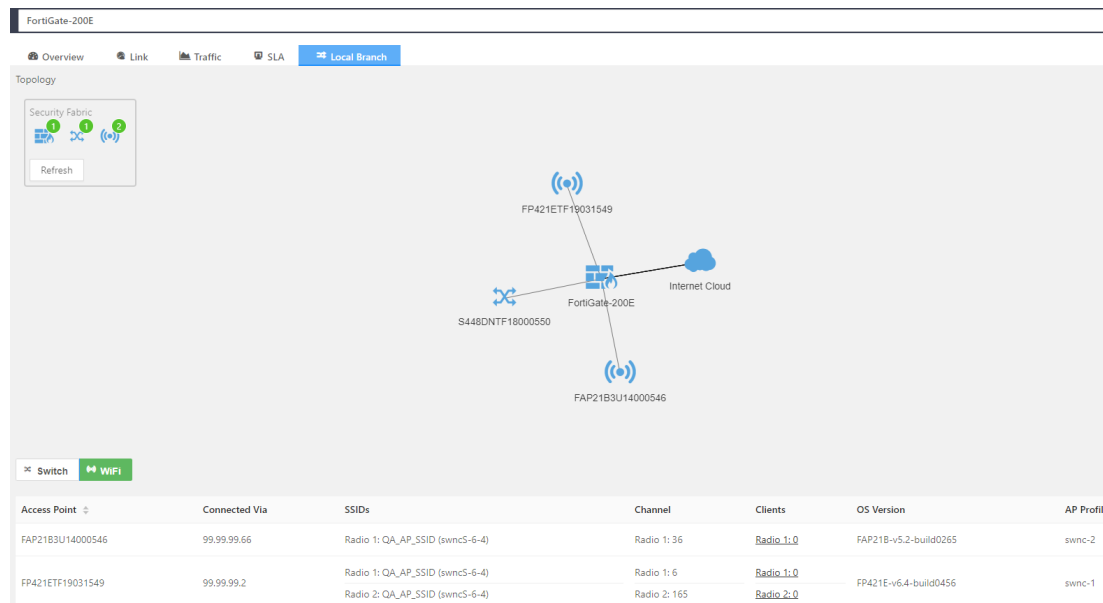 FortiGate-200E
Overview Link Traffic SLA Local Branch
Topology
Security Fabric
1 1 2
Refresh
FP421ETF19031549
Internet Cloud
FortiGate-200E
S448DNTF18000550
FAP21B3U14000546
Switch WiFi
Access Point Connected Via SSIDs Channel Clients OS Version AP Profil
FAP21B3U14000546 99.99.99.66 Radio 1: QA_AP_SSID (swncS-6-4) Radio 1: 36 Radio 1: 0 FAP21B-v5.2-build0265 swnc-2
Radio 1: QA_AP_SSID (swncS-6-4) Radio 1: 6 Radio 1: 0
FP421ETF19031549 99.99.99.2 FP421E-v6.4-build0456 swnc-1
Radio 2: QA_AP_SSID (swncS-6-4) Radio 2: 165 Radio 2: 0